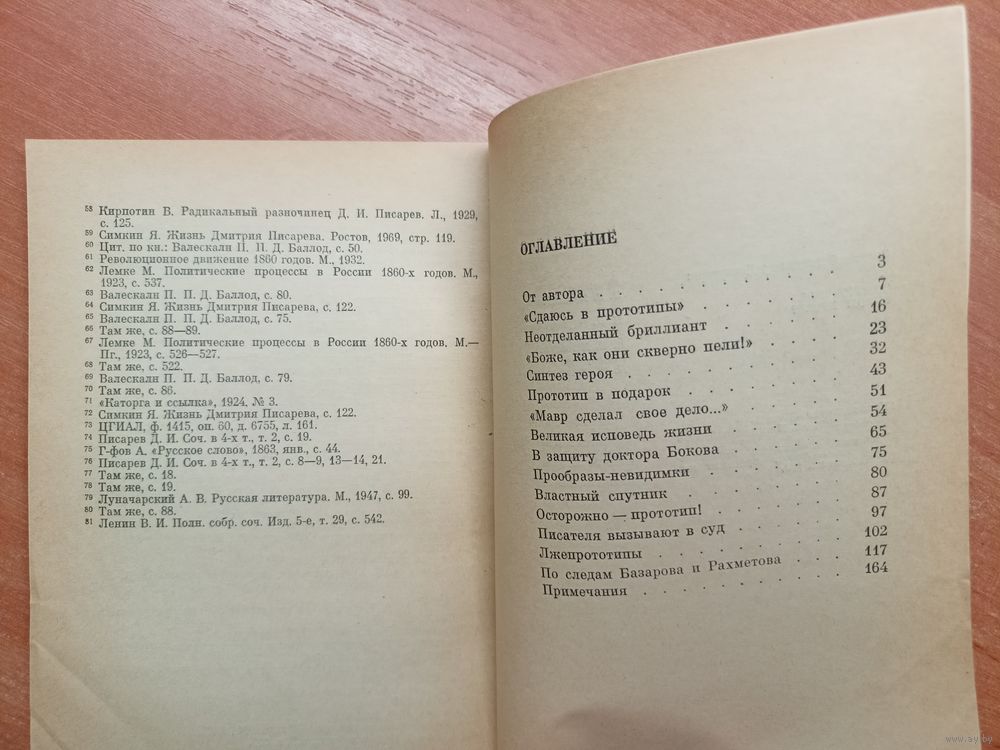 58 Кирпотин В. Радикальный разночинец Д. И. Писарев. Л., 1929,
с. 125.
59 Симкин Я. Жизнь Дмитрия Писарева. Ростов, 1969, стр. 119.
60 Цит. по кн.: Валескалн П. П. Д. Баллод, с. 50.
61 Революционное движение 1860 годов. М., 1932.
62 Лемке М. Политические процессы в России 1860-х годов. М.,
1923, с. 537.
63 Валескалн П. П. Д. Баллод, с. 80.
64 Симкин Я. Жизнь Дмитрия Писарева, с. 122.
65 Валескалн П. П. Д. Баллод, с. 75.
66 Там же, с. 88—89.
67 Лемке М. Политические процессы в России 1860-х годов. М.—
Пг., 1923, с. 526—527.
68 Там же, с. 522.
69 Валескалн П. П. Д. Баллод, с. 79.
70 Там же, с. 86.
71 «Каторга и ссылка», 1924. № 3.
72 Симкин Я. Жизнь Дмитрия Писарева, с. 122.
73 ЦГИАЛ, ф. 1415, оп. 60, д. 6755, л. 161.
74 Писарев Д. И. Соч. в 4-х т., т. 2, с. 19.
75 Г-фов А. «Русское слово», 1863, янв., с. 44.
76 Писарев Д. И. Соч. в 4-х т., т. 2, с. 8—9, 13—14, 21.
77 Там же, с. 18.
78 Там же, с. 19.
79 Луначарский А. В. Русская литература. М., 1947, с. 99.
80 Там же, с. 88.
81 Ленин В. И. Полн. собр. соч. Изд. 5-е, т. 29, с. 542.
ОГЛАВЛЕНИЕ
От автора . . . . . . . . . 3
«Сдаюсь в прототипы» . . . . . 7
Неотделанный бриллиант . . . . . 16
«Боже, как они скверно пели!» . . . . 23
Синтез героя . . . . . . . . 32
Прототип в подарок . . . . . . 43
«Мавр сделал свое дело...» . . . . 51
Великая исповедь жизни . . . . . 54
В защиту доктора Бокова . . . . . 65
Прообразы-невидимки . . . . . . 75
Властный спутник . . . . . . . 80
Осторожно — прототип! . . . . . 87
Писателя вызывают в суд . . . . . 97
Лжепрототипы . . . . . . . 102
По следам Базарова и Рахметова . . . 117
Примечания . . . . . . . . 164
www.ay.by